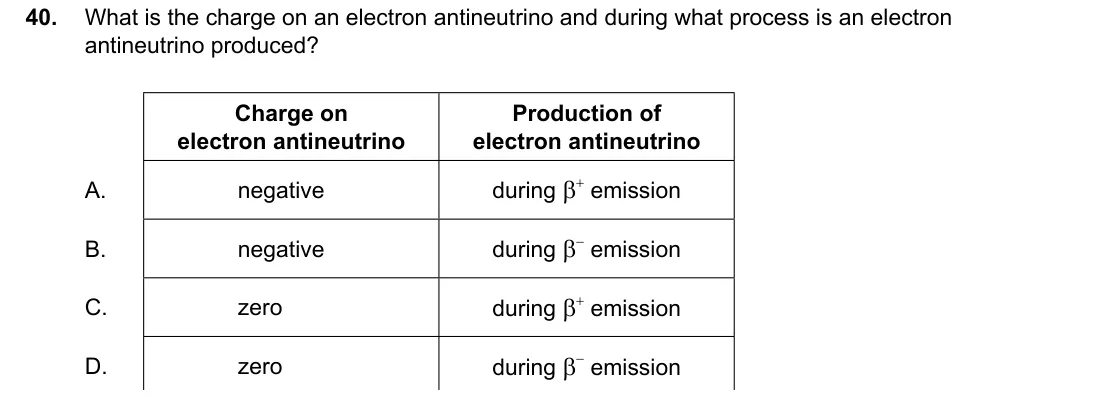 40. What is the charge on an electron antineutrino and during what process is an electron
antineutrino produced?
Charge on
electron antineutrino
Production of
electron antineutrino
A. negative during β⁺ emission
B. negative during β⁻ emission
C. zero during β⁺ emission
D. zero during β⁻ emission